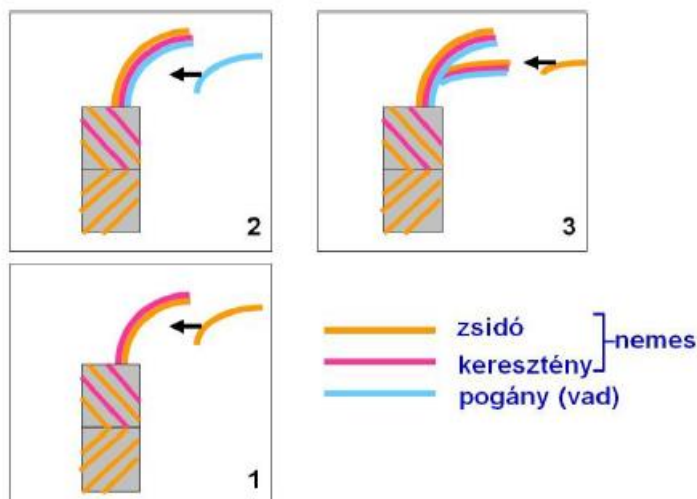 2
3
1
zsidó
nemes
keresztény
pogány (vad)